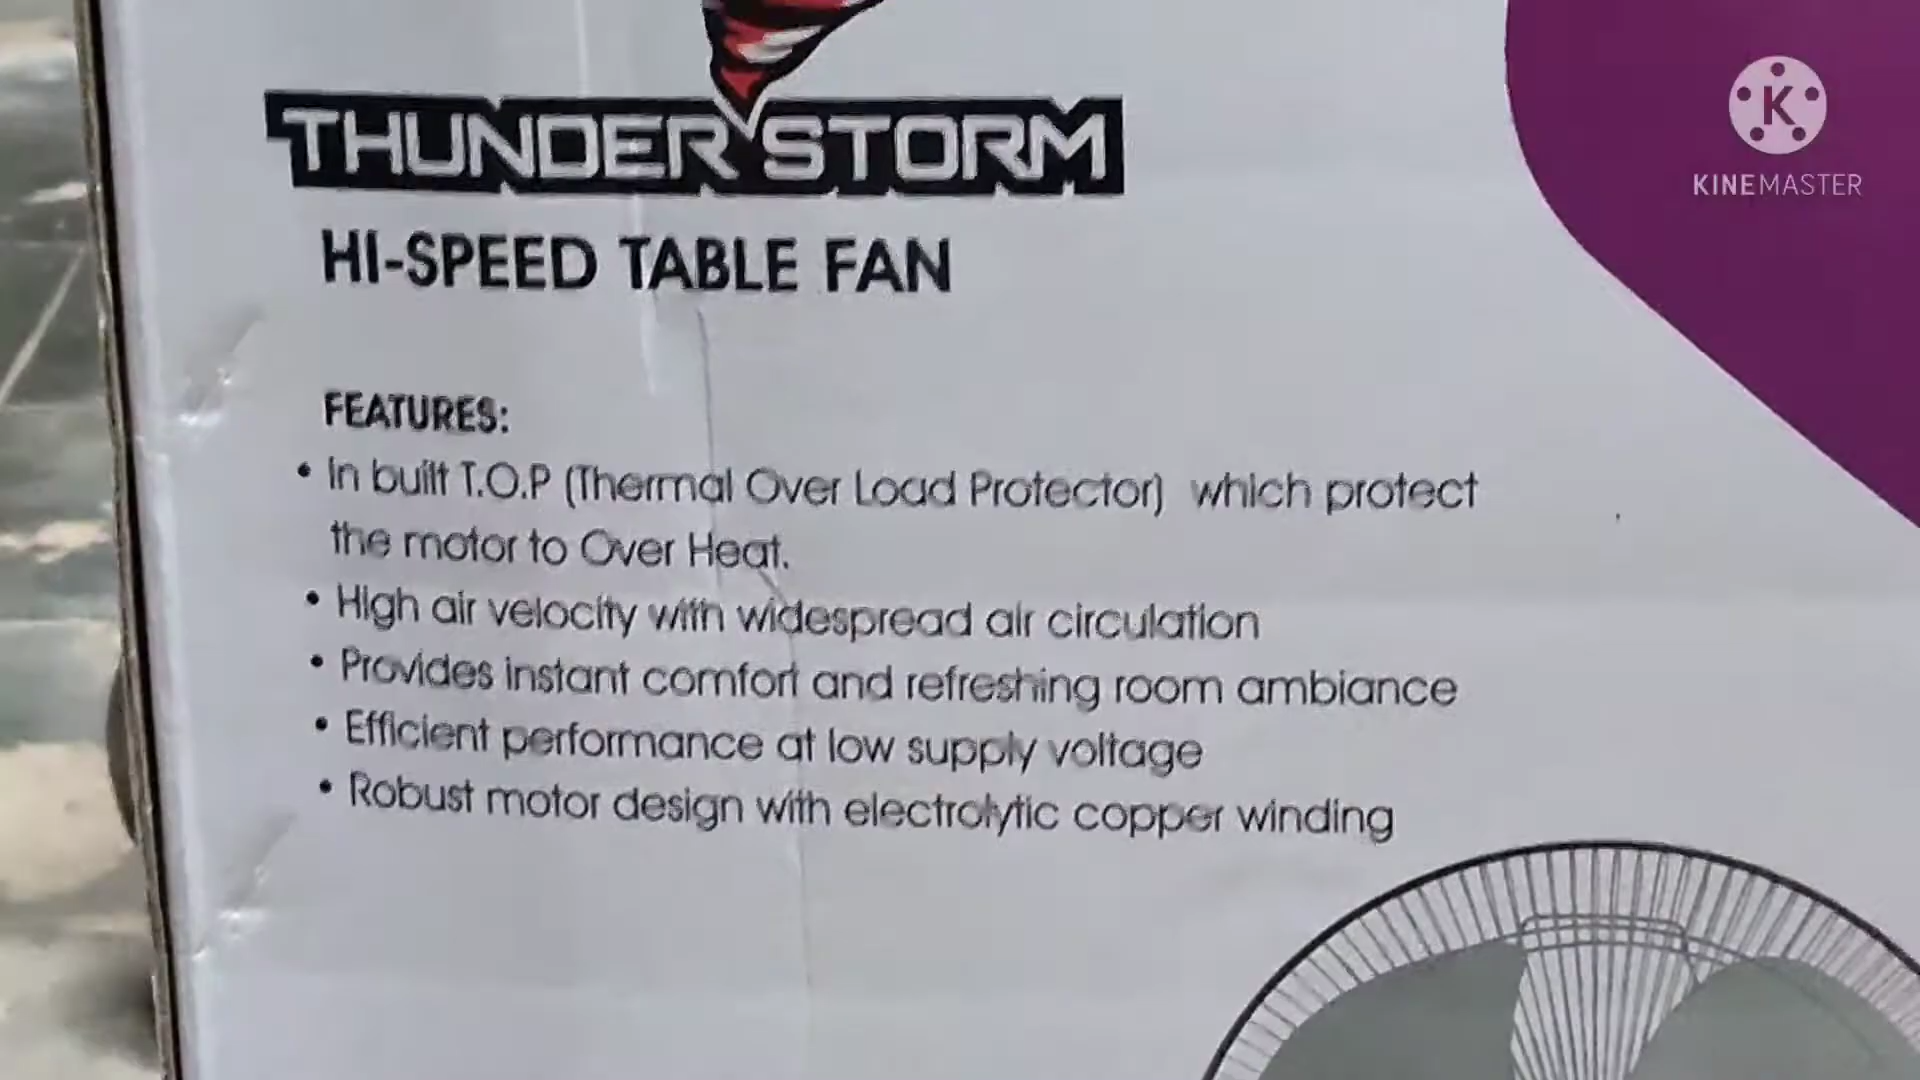 THUNDER STORM
HI-SPEED TABLE FAN
FEATURES:
• In built T.O.P (Thermal Over Load Protector) which protect
the motor to Over Heat.
• High air velocity with widespread air circulation
• Provides instant comfort and refreshing room ambiance
• Efficient performance at low supply voltage
• Robust motor design with electrolytic copper winding
K
KINEMASTER